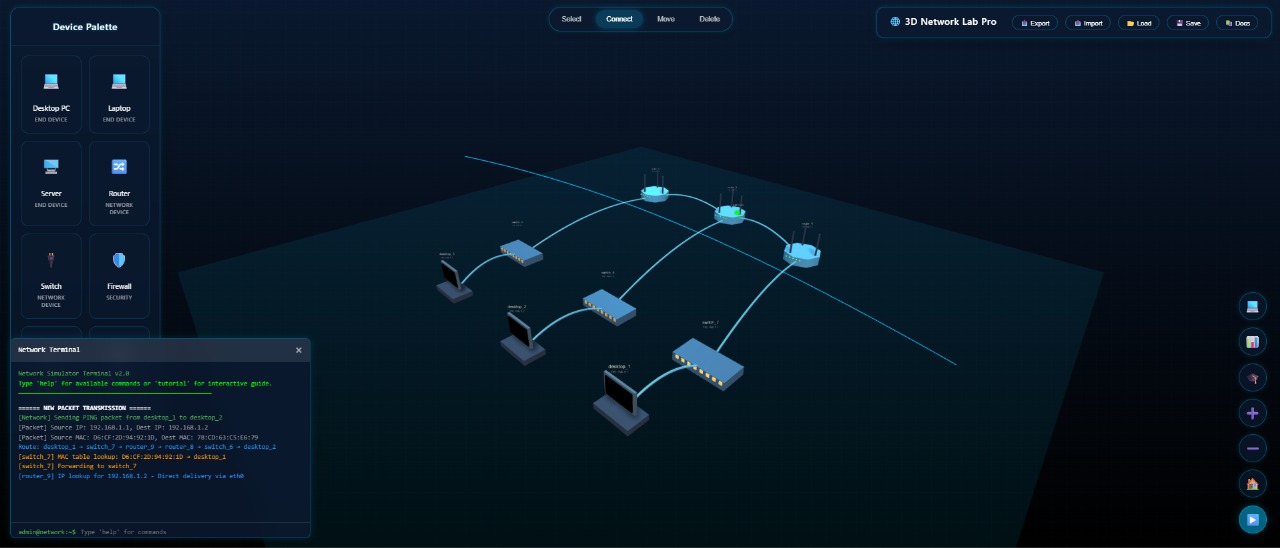 Device Palette
Desktop PC
END DEVICE
Laptop
END DEVICE
Server
END DEVICE
Router
NETWORK
DEVICE
Switch
NETWORK
DEVICE
Firewall
SECURITY
Select
Connect
Move
Delete
3D Network Lab Pro
Export
Import
Load
Save
Docs
desktop_2
switch_7
desktop_1
Network Terminal
×
Network Simulator Terminal v2.0
Type 'help' for available commands or 'tutorial' for interactive guide.
====== NEW PACKET TRANSMISSION ======
[Network] Sending PING packet from desktop_1 to desktop_2
[Packet] Source IP: 192.168.1.1, Dest IP: 192.168.1.2
[Packet] Source MAC: D6:CF:2D:94:92:1D, Dest MAC: 78:CD:63:C5:E6:79
Route: desktop_1 → switch_7 → router_9 → router_8 → switch_6 → desktop_2
[switch_7] MAC table lookup: D6:CF:2D:94:92:1D → desktop_1
[switch_7] Forwarding to switch_7
[router_9] IP lookup for 192.168.1.2 - Direct delivery via eth0
admin@network:~$ Type 'help' for commands